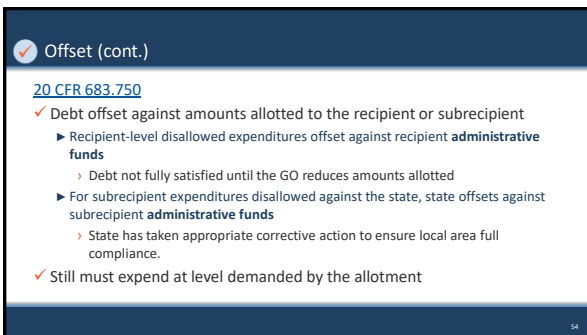 Offset (cont.)
20 CFR 683.750
Debt offset against amounts allotted to the recipient or subrecipient
Recipient-level disallowed expenditures offset against recipient administrative
funds
Debt not fully satisfied until the GO reduces amounts allotted
For subrecipient expenditures disallowed against the state, state offsets against
subrecipient administrative funds
State has taken appropriate corrective action to ensure local area full
compliance.
Still must expend at level demanded by the allotment
54